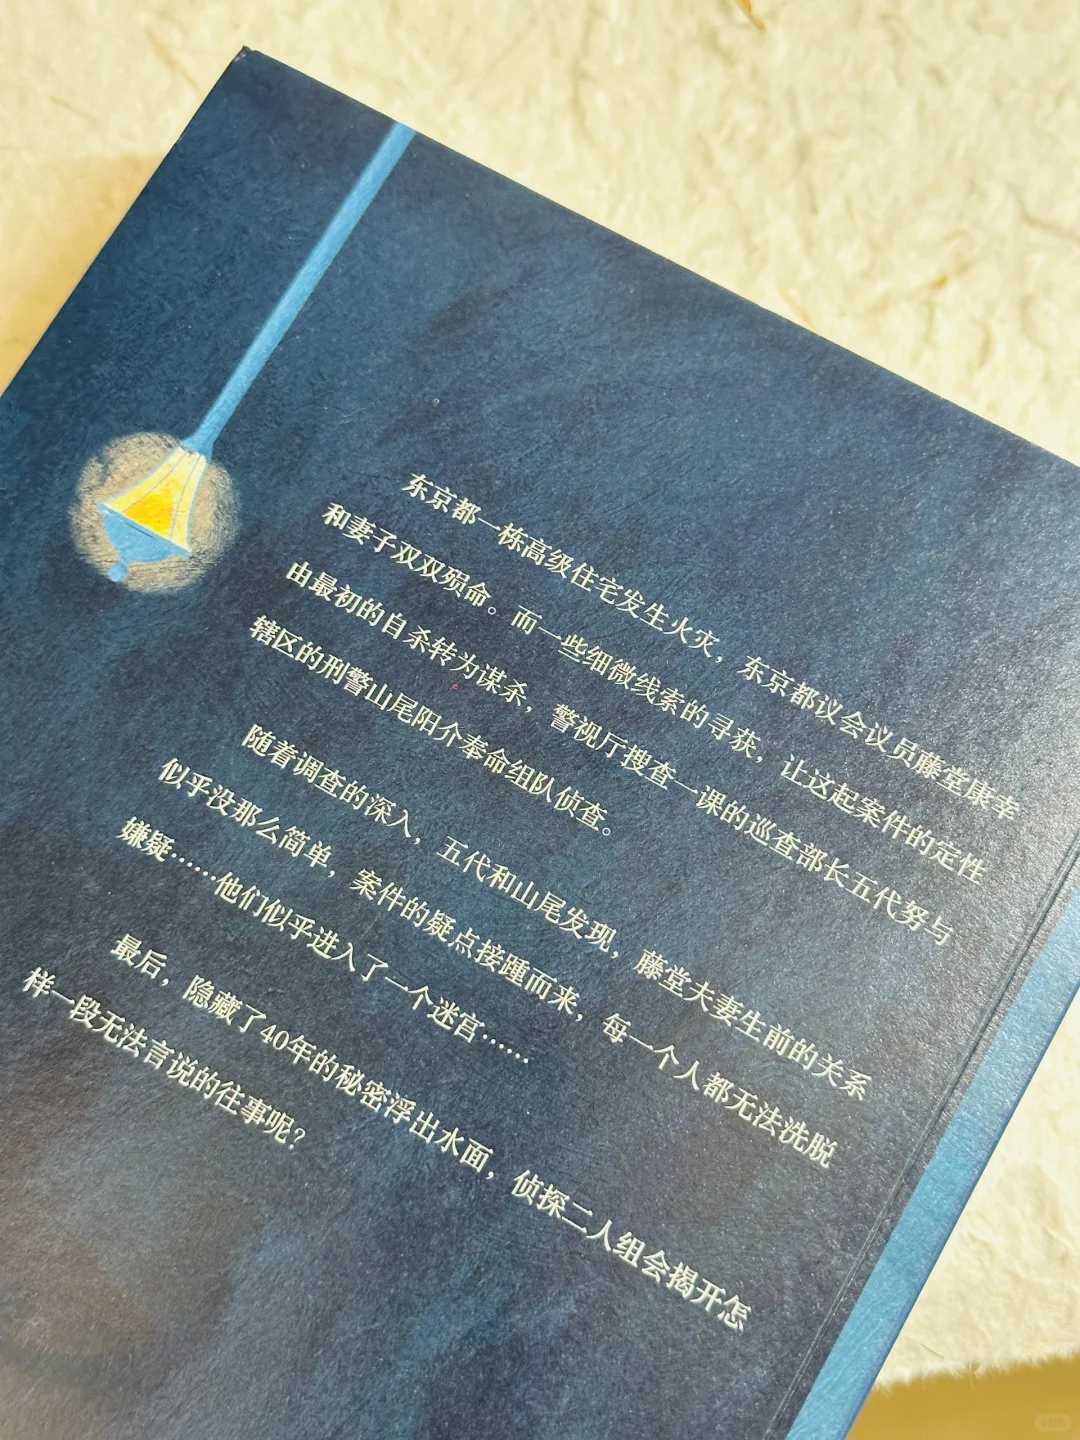 东京都一栋高级住宅发生火灾，东京都议会议员藤堂康幸
和妻子双双殒命。而一些细微线索的寻获，让这起案件的定性
由最初的自杀转为谋杀，警视厅搜查一课的巡查部长五代努与
辖区的刑警山尾阳介奉命组队侦查。
随着调查的深入，五代和山尾发现，藤堂夫妻生前的关系
似乎没那么简单，案件的疑点接踵而来，每一个人都无法洗脱
嫌疑……他们似乎进入了一个迷宫……
最后，隐藏了40年的秘密浮出水面，侦探二人组会揭开怎
样一段无法言说的往事呢？